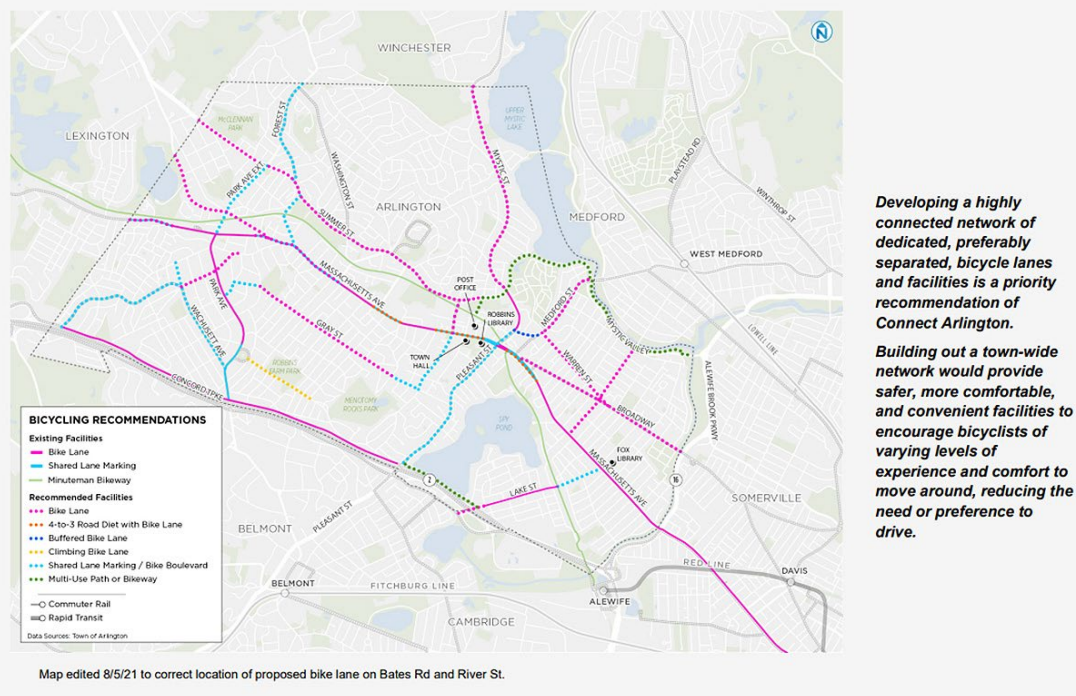 N
WINCHESTER
LEXINGTON
McCLENNAN PARK
FOREST ST
UPPER MYSTIC LAKE
PARK AVE EXT
WASHINGTON ST
MYSTIC ST
PLAYSTEAD RD
WINTHROP ST
ARLINGTON
SUMMER ST
MEDFORD
WEST MEDFORD
MASSACHUSETTS AVE
POST OFFICE
ROBBINS LIBRARY
MEDFORD ST
MYSTIC VALLEY
LOWELL LINE
PARK AVE
WACHUSETT AVE
GRAY ST
TOWN HALL
PLEASANT ST
WARREN ST
ROBBINS FARM PARK
MENOTOMY ROCKS PARK
CONCORD TPKE
SPY POND
BROADWAY
ALEWIFE BROOK PKWY
FOX LIBRARY
MASSACHUSETTS AVE
2
16
LAKE ST
SOMERVILLE
BELMONT
PLEASANT ST
RED LINE
DAVIS
BELMONT
FITCHBURG LINE
ALEWIFE
CAMBRIDGE
BICYCLING RECOMMENDATIONS
Existing Facilities
Bike Lane
Shared Lane Marking
Minuteman Bikeway
Recommended Facilities
Bike Lane
4-to-3 Road Diet with Bike Lane
Buffered Bike Lane
Climbing Bike Lane
Shared Lane Marking / Bike Boulevard
Multi-Use Path or Bikeway
Commuter Rail
Rapid Transit
Data Sources: Town of Arlington
Developing a highly
connected network of
dedicated, preferably
separated, bicycle lanes
and facilities is a priority
recommendation of
Connect Arlington.
Building out a town-wide
network would provide
safer, more comfortable,
and convenient facilities to
encourage bicyclists of
varying levels of
experience and comfort to
move around, reducing the
need or preference to
drive.
Map edited 8/5/21 to correct location of proposed bike lane on Bates Rd and River St.